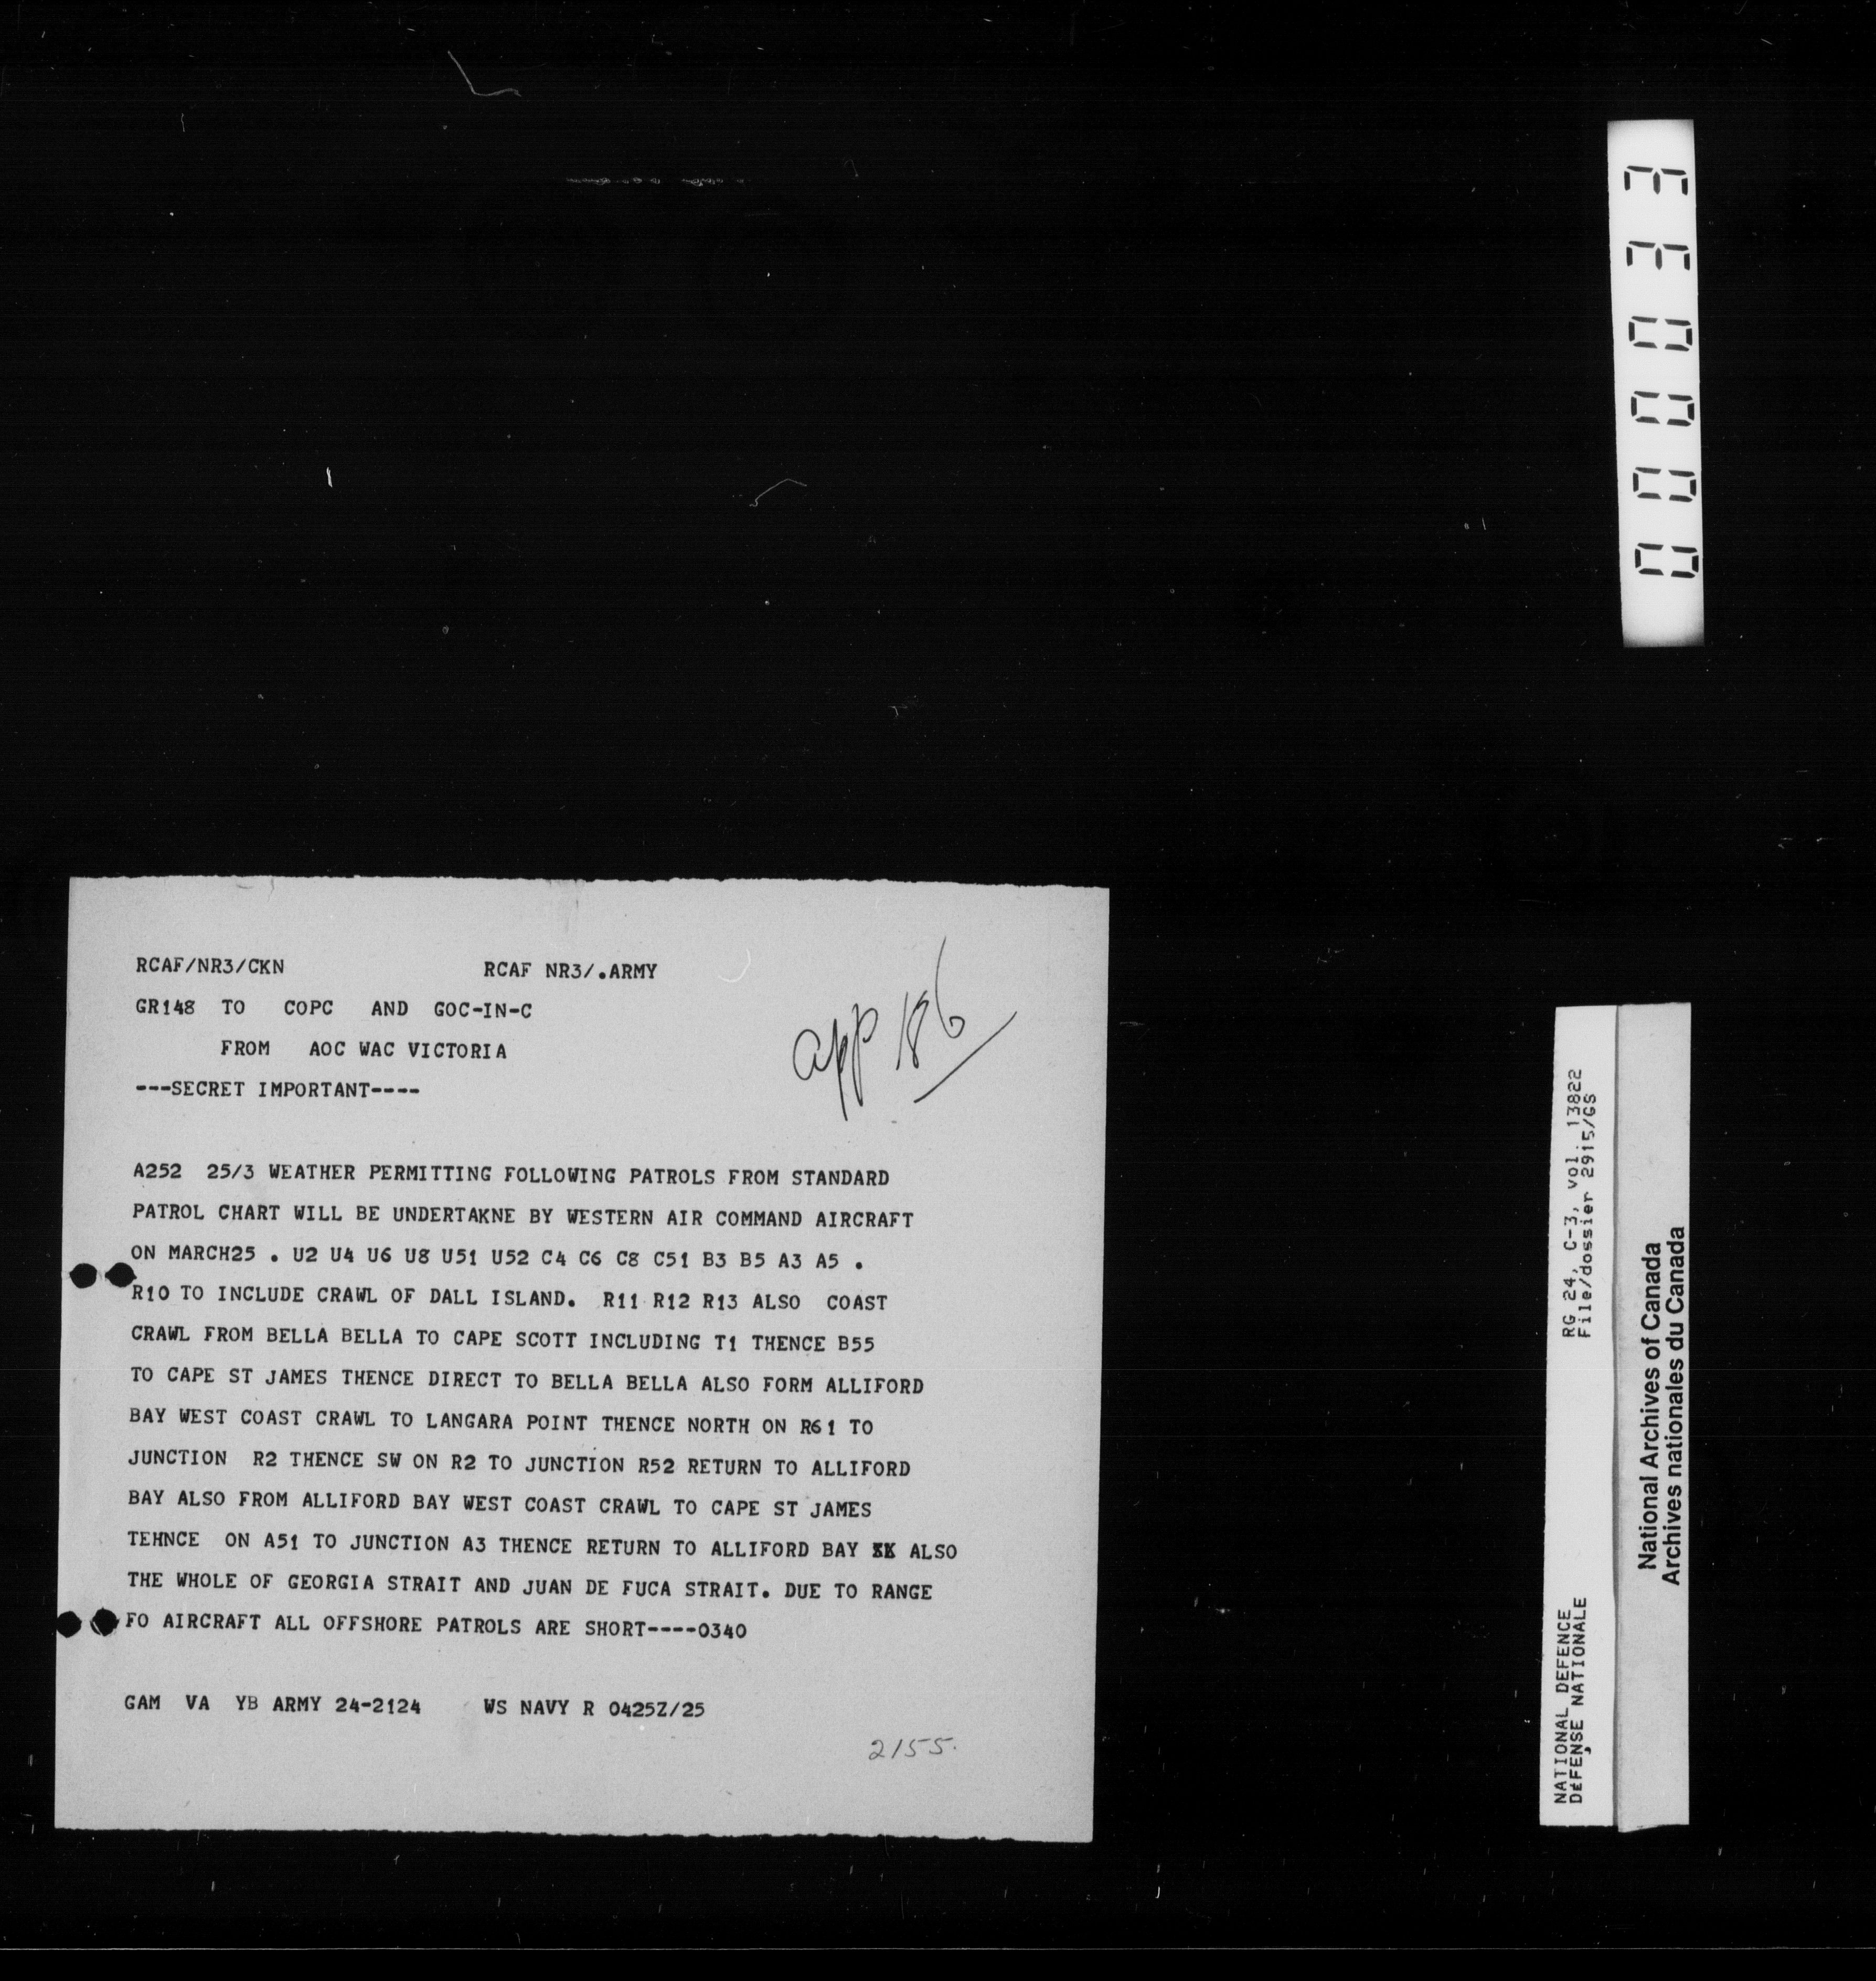 RCAF/NR3/CKN RCAF NR3/.ARMY
GR148 TO COPC AND GOC-IN-C
FROM AOC WAC VICTORIA
---SECRET IMPORTANT----
app 186
A252 25/3 WEATHER PERMITTING FOLLOWING PATROLS FROM STANDARD
PATROL CHART WILL BE UNDERTAKNE BY WESTERN AIR COMMAND AIRCRAFT
ON MARCH25 . U2 U4 U6 U8 U51 U52 C4 C6 C8 C51 B3 B5 A3 A5 .
R10 TO INCLUDE CRAWL OF DALL ISLAND. R11 R12 R13 ALSO COAST
CRAWL FROM BELLA BELLA TO CAPE SCOTT INCLUDING T1 THENCE B55
TO CAPE ST JAMES THENCE DIRECT TO BELLA BELLA ALSO FORM ALLIFORD
BAY WEST COAST CRAWL TO LANGARA POINT THENCE NORTH ON R61 TO
JUNCTION R2 THENCE SW ON R2 TO JUNCTION R52 RETURN TO ALLIFORD
BAY ALSO FROM ALLIFORD BAY WEST COAST CRAWL TO CAPE ST JAMES
TEHNCE ON A51 TO JUNCTION A3 THENCE RETURN TO ALLIFORD BAY ALSO
THE WHOLE OF GEORGIA STRAIT AND JUAN DE FUCA STRAIT. DUE TO RANGE
FO AIRCRAFT ALL OFFSHORE PATROLS ARE SHORT----0340
GAM VA YB ARMY 24-2124 WS NAVY R 0425Z/25
2155.
000033
NATIONAL DEFENCE RG 24, C-3, vol. 13822
DÉFENSE NATIONALE File/dossier 2915/GS
National Archives of Canada
Archives nationales du Canada